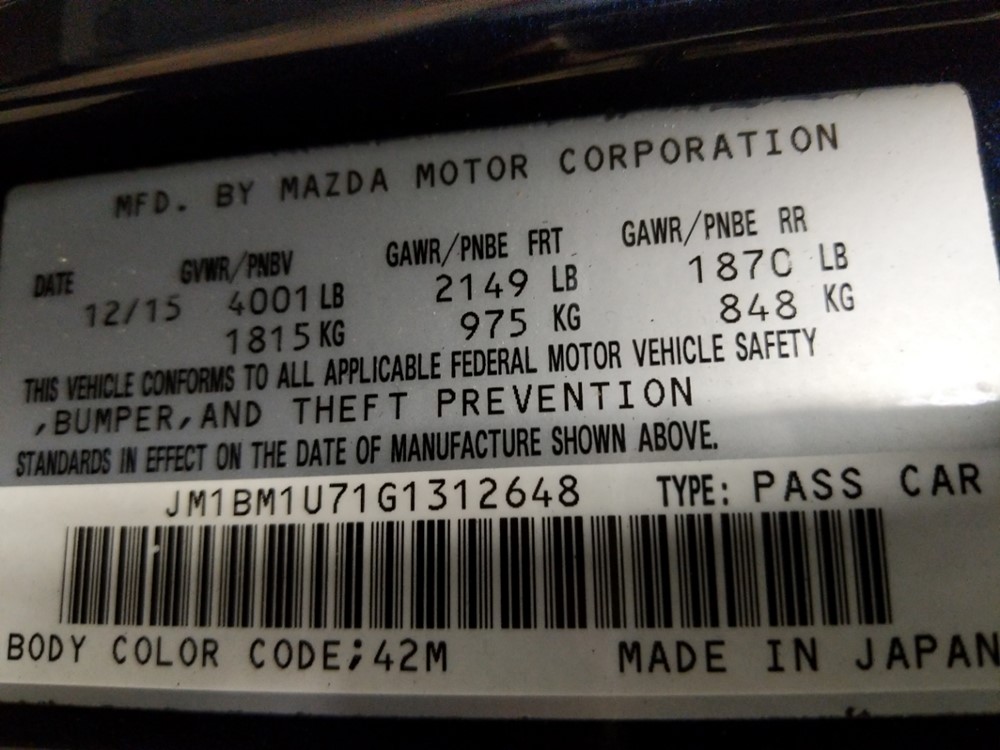 MFD. BY MAZDA MOTOR CORPORATION
DATE GVWR/PNBV GAWR/PNBE FRT GAWR/PNBE RR
12/15 4001 LB 2149 LB 1870 LB
1815 KG 975 KG 848 KG
THIS VEHICLE CONFORMS TO ALL APPLICABLE FEDERAL MOTOR VEHICLE SAFETY
,BUMPER,AND THEFT PREVENTION
STANDARDS IN EFFECT ON THE DATE OF MANUFACTURE SHOWN ABOVE.
JM1BM1U71G1312648 TYPE: PASS CAR
BODY COLOR CODE;42M MADE IN JAPAN